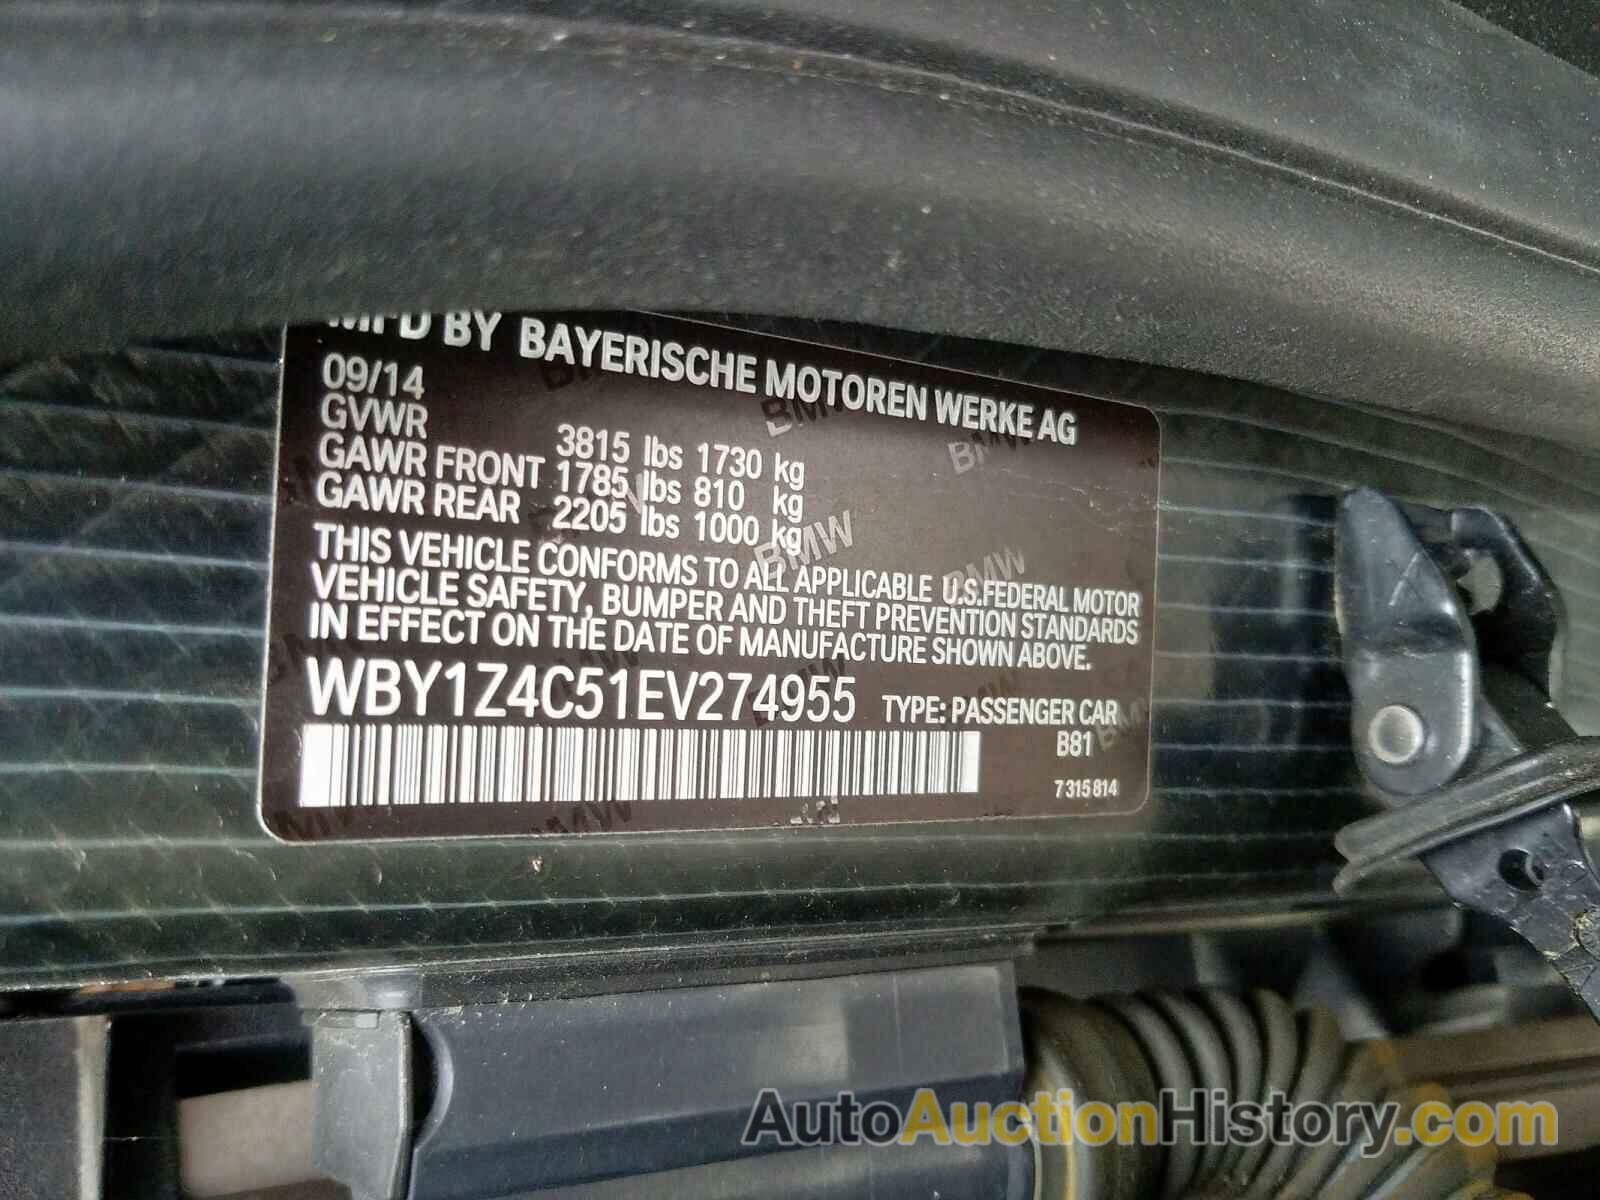 MFD BY BAYERISCHE MOTOREN WERKE AG
09/14
GVWR 3815 lbs 1730 kg
GAWR FRONT 1785 lbs 810 kg
GAWR REAR 2205 lbs 1000 kg
THIS VEHICLE CONFORMS TO ALL APPLICABLE U.S.FEDERAL MOTOR
VEHICLE SAFETY, BUMPER AND THEFT PREVENTION STANDARDS
IN EFFECT ON THE DATE OF MANUFACTURE SHOWN ABOVE.
WBY1Z4C51EV274955 TYPE: PASSENGER CAR
B81
7 315 814
AutoAuctionHistory.com